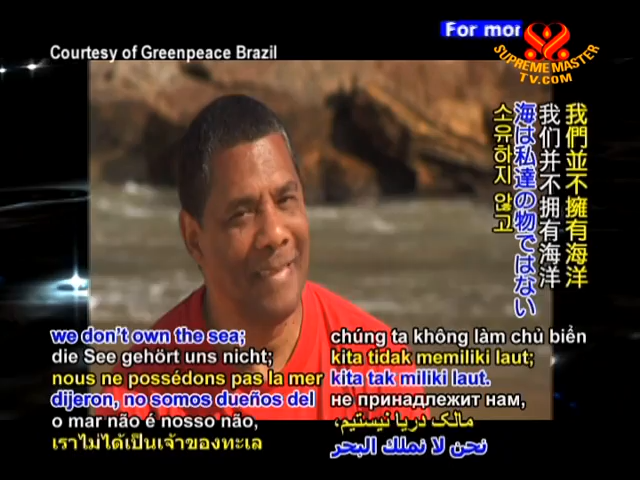 For mor
SUPREME MASTER
TV.COM
Courtesy of Greenpeace Brazil
我們並不擁有海洋
我们并不拥有海洋
海は私達の物ではない
소유하지 않고
we don't own the sea;
die See gehört uns nicht;
nous ne possédons pas la mer
dijeron, no somos dueños del
o mar não é nosso não,
เราไม่ได้เป็นเจ้าของทะเล
chúng ta không làm chủ biển
kita tidak memiliki laut;
kita tak miliki laut.
не принадлежит нам,
مالک دریا نیستیم،
نحن لا نملك البحر